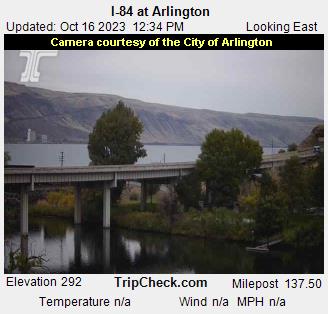 I-84 at Arlington
Updated: Oct 16 2023 12:34 PM Looking East
Camera courtesy of the City of Arlington
Elevation 292 TripCheck.com Milepost 137.50
Temperature n/a Wind n/a MPH n/a